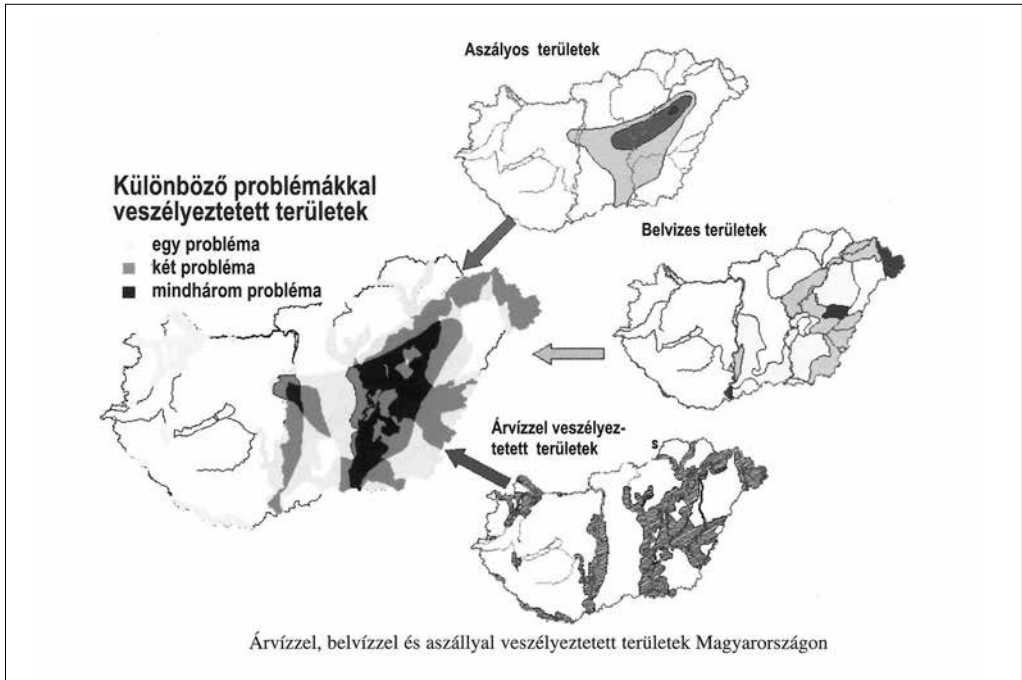 Aszályos területek
Különböző problémákkal
veszélyeztetett területek
egy probléma
két probléma
mindhárom probléma
Belvizes területek
Árvízzel veszélyez-
tetett területek
s
Árvízzel, belvízzel és aszállyal veszélyeztetett területek Magyarországon